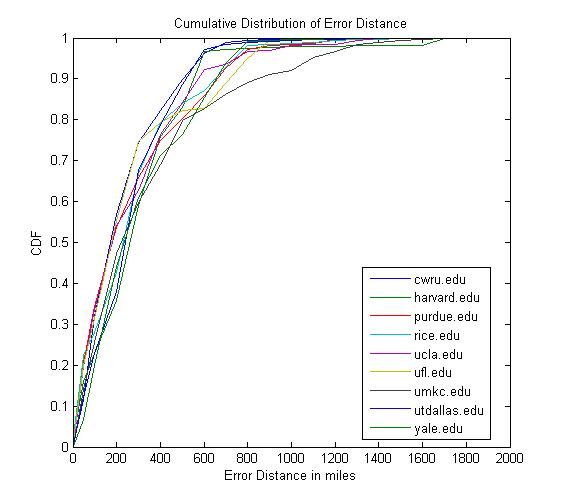 Cumulative Distribution of Error Distance
1
0.9
0.8
0.7
0.6
0.5
0.4
0.3
0.2
0.1
0
CDF
cwru.edu
harvard.edu
purdue.edu
rice.edu
ucla.edu
ufl.edu
umkc.edu
utdallas.edu
yale.edu
0 200 400 600 800 1000 1200 1400 1600 1800 2000
Error Distance in miles